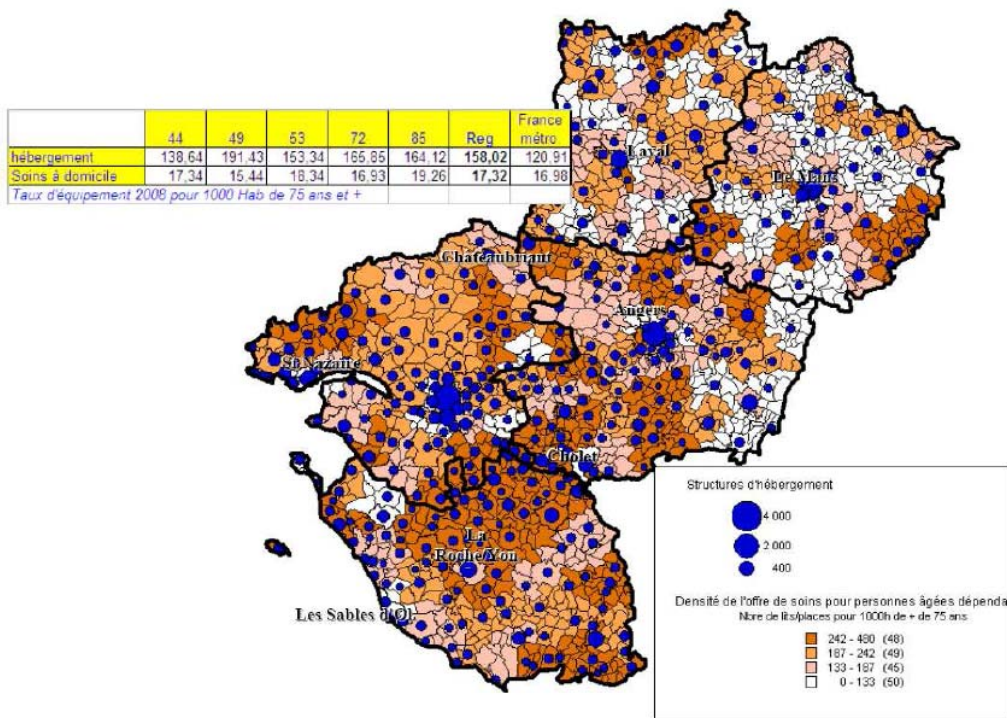 44 49 53 72 85 Reg France métro
hébergement 138,64 191,43 153,34 165,85 164,12 158,02 120,91
Soins à domicile 17,34 15,44 18,34 16,93 19,26 17,32 16,98
Taux d'équipement 2008 pour 1000 Hab de 75 ans et +
Laval
Le Mans
Chateaubriant
Angers
St Nazaire
Cholet
La
Roche/Yon
Les Sables d'Ol.
Structures d'hébergement
4 000
2 000
400
Densité de l'offre de soins pour personnes âgées dépenda
Nbre de lits/places pour 1000h de + de 75 ans
242 - 480 (48)
187 - 242 (49)
133 - 187 (45)
0 - 133 (50)